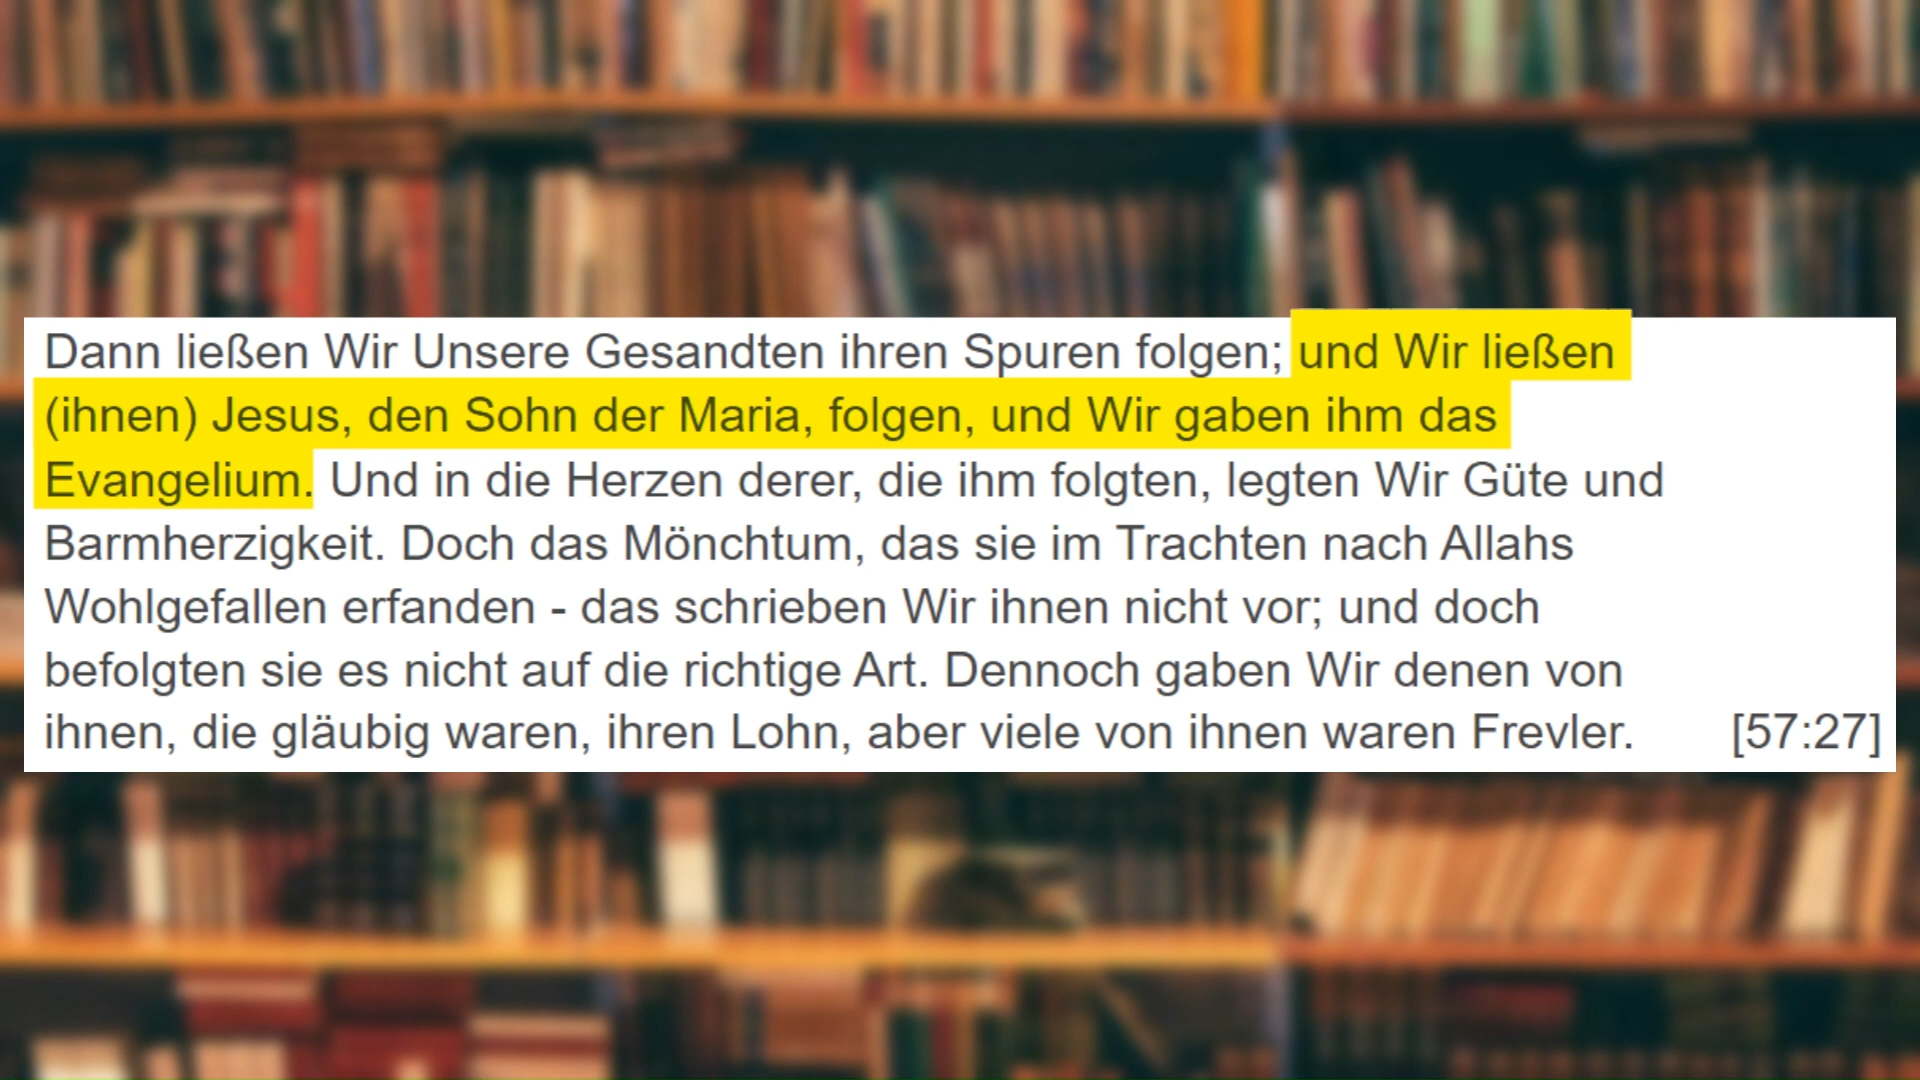 Dann ließen Wir Unsere Gesandten ihren Spuren folgen; und Wir ließen
(ihnen) Jesus, den Sohn der Maria, folgen, und Wir gaben ihm das
Evangelium. Und in die Herzen derer, die ihm folgten, legten Wir Güte und
Barmherzigkeit. Doch das Mönchtum, das sie im Trachten nach Allahs
Wohlgefallen erfanden - das schrieben Wir ihnen nicht vor; und doch
befolgten sie es nicht auf die richtige Art. Dennoch gaben Wir denen von
ihnen, die gläubig waren, ihren Lohn, aber viele von ihnen waren Frevler. [57:27]